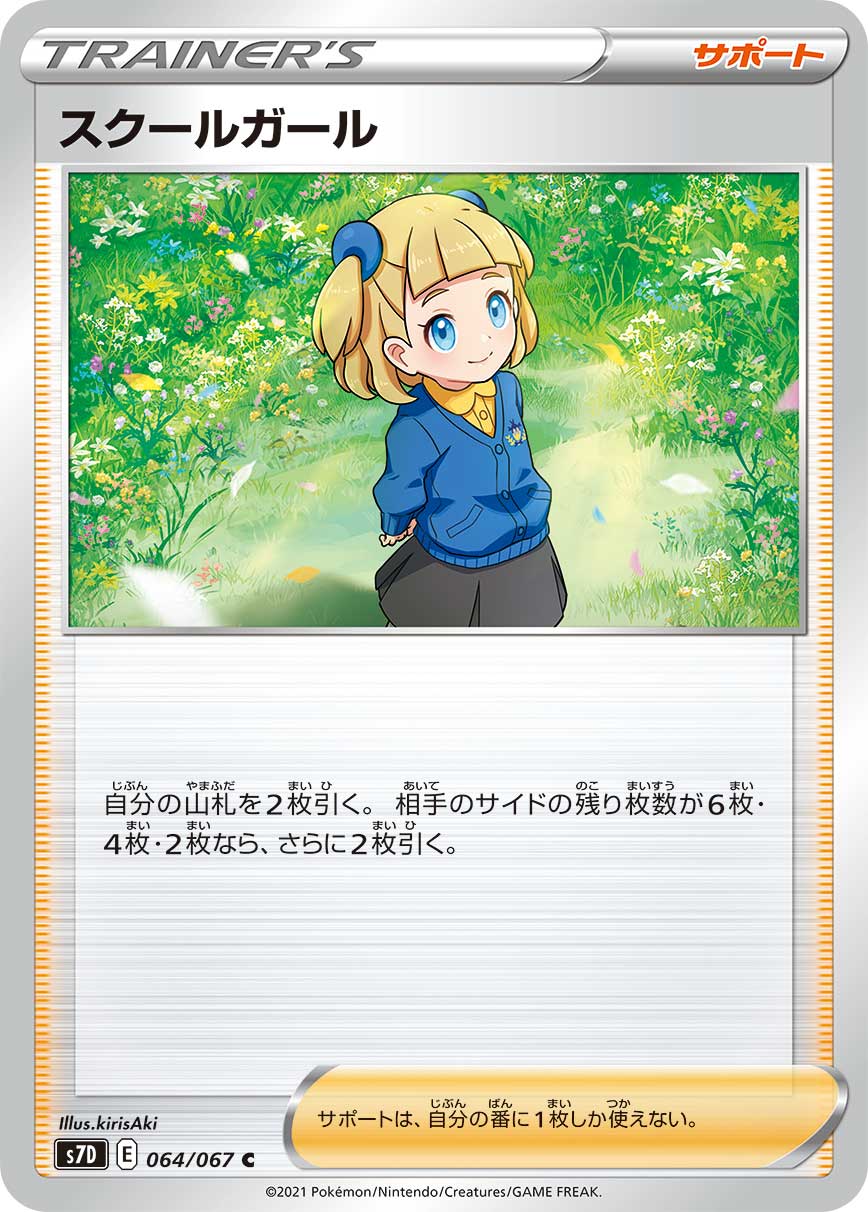 TRAINER'S
サポート
スクールガール
自分の山札を2枚引く。 相手のサイドの残り枚数が6枚・
4枚・2枚なら、さらに2枚引く。
Illus.kirisAki
サポートは、自分の番に1枚しか使えない。
s7D E 064/067 C
©2021 Pokémon/Nintendo/Creatures/GAME FREAK.